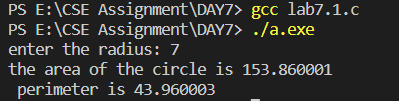 PS E:\CSE Assignment\DAY7> gcc lab7.1.c
PS E:\CSE Assignment\DAY7> ./a.exe
enter the radius: 7
the area of the circle is 153.860001
 perimeter is 43.960003